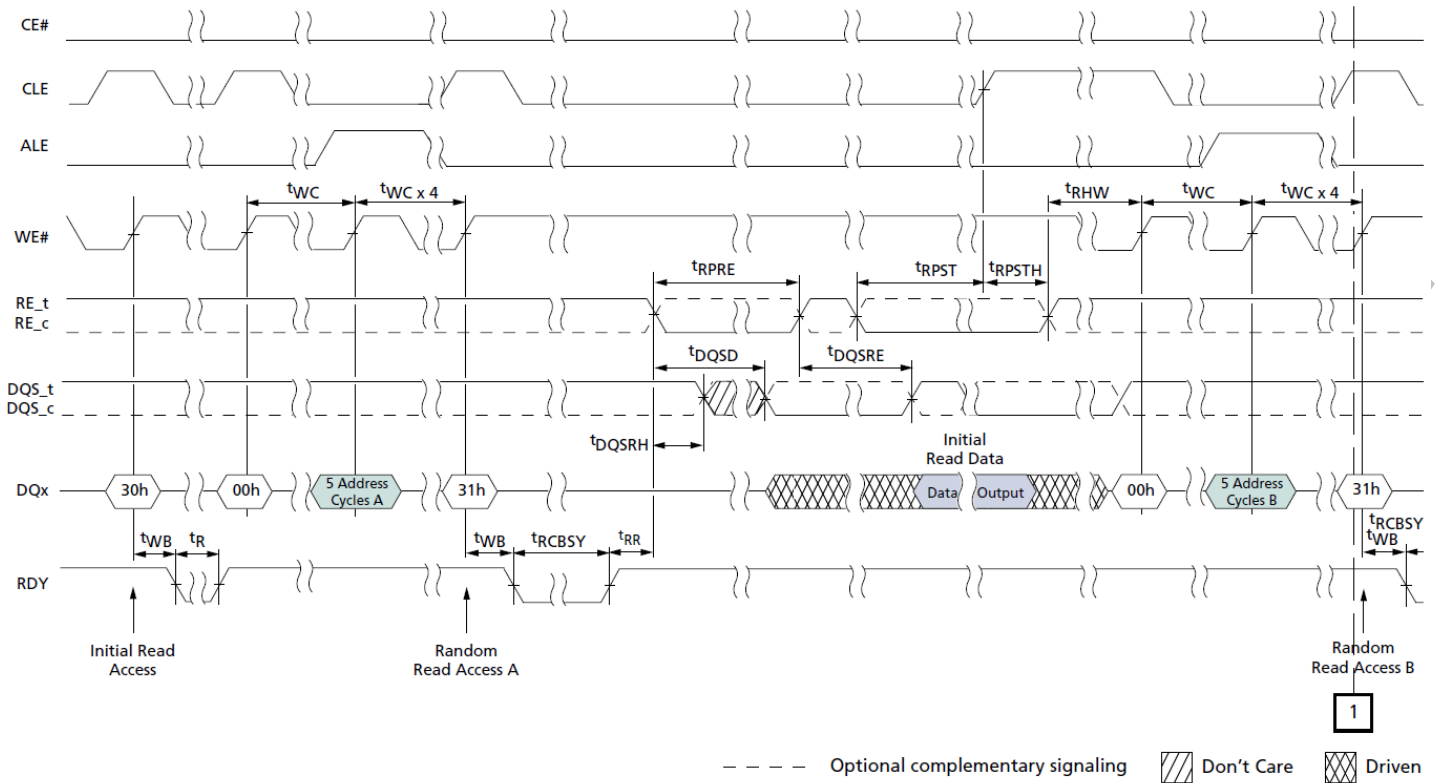 CE#
CLE
ALE
tWC
tWC x 4
tRHW
tWC
tWC x 4
WE#
tRPRE
tRPST
tRPSTH
RE_t
RE_c
tDQSD
tDQSRE
DQS_t
DQS_c
tDQSRH
Initial
Read Data
DQx
30h
00h
5 Address
Cycles A
31h
Data
Output
00h
5 Address
Cycles B
31h
tWB
tR
tWB
tRCBSY
tRR
tRCBSY
tWB
RDY
Initial Read
Access
Random
Read Access A
Random
Read Access B
1
Optional complementary signaling
Don't Care
Driven